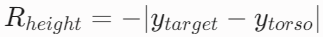 R_{height} = -|y_{target} - y_{torso}|